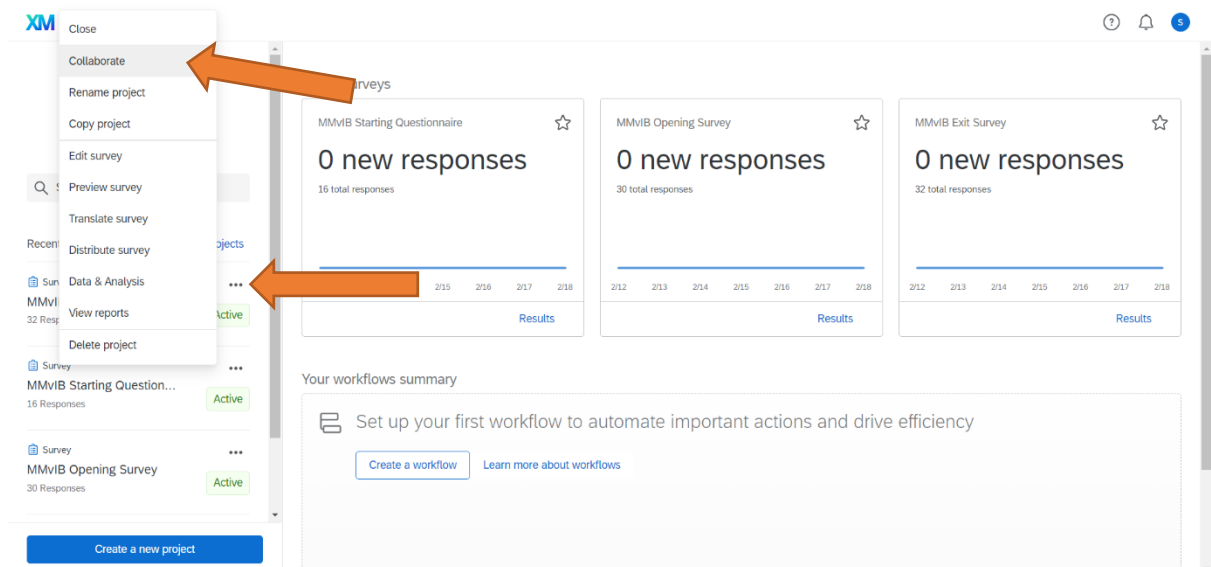 XM
Close
Collaborate
Rename project
Copy project
Edit survey
Preview survey
Translate survey
Distribute survey
Data & Analysis
View reports
Delete project
S
Recent
Survey
MMvI
32 Resp
Active
Survey
MMvIB Starting Question...
16 Responses
Active
Survey
MMvIB Opening Survey
30 Responses
Active
Create a new project
MMvIB Starting Questionnaire
0 new responses
16 total responses
2/15 2/16 2/17 2/18
Results
MMvIB Opening Survey
0 new responses
30 total responses
2/12 2/13 2/14 2/15 2/16 2/17 2/18
Results
MMvIB Exit Survey
0 new responses
32 total responses
2/12 2/13 2/14 2/15 2/16 2/17 2/18
Results
Your workflows summary
Set up your first workflow to automate important actions and drive efficiency
Create a workflow Learn more about workflows